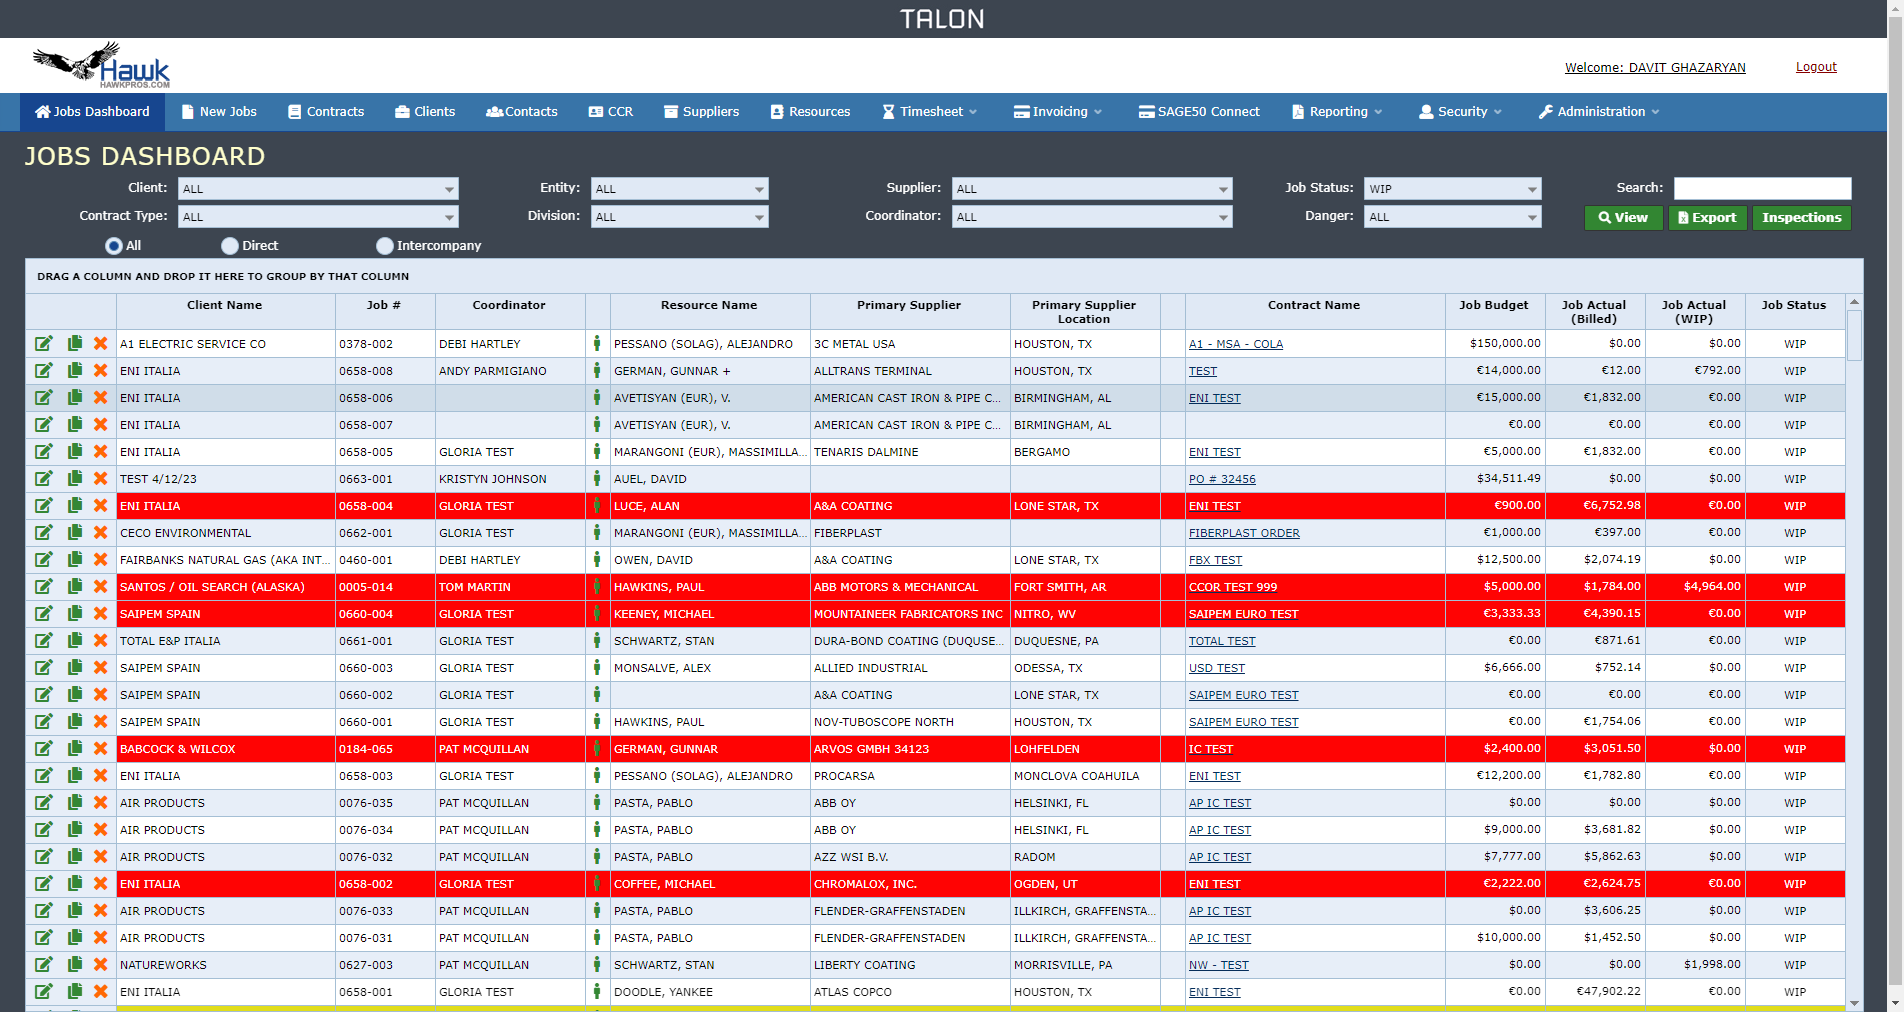 TALON
Hawk
HAWKPROS.COM
Welcome: DAVIT GHAZARYAN Logout
Jobs Dashboard New Jobs Contracts Clients Contacts CCR Suppliers Resources Timesheet Invoicing SAGE50 Connect Reporting Security Administration
JOBS DASHBOARD
Client: ALL Entity: ALL Supplier: ALL Job Status: WIP Search:
Contract Type: ALL Division: ALL Coordinator: ALL Danger: ALL View Export Inspections
All Direct Intercompany
DRAG A COLUMN AND DROP IT HERE TO GROUP BY THAT COLUMN
Client Name Job # Coordinator Resource Name Primary Supplier Primary Supplier Location Contract Name Job Budget Job Actual (Billed) Job Actual (WIP) Job Status
A1 ELECTRIC SERVICE CO 0378-002 DEBI HARTLEY PESSANO (SOLAG), ALEJANDRO 3C METAL USA HOUSTON, TX A1 - MSA - COLA $150,000.00 $0.00 $0.00 WIP
ENI ITALIA 0658-008 ANDY PARMIGIANO GERMAN, GUNNAR + ALLTRANS TERMINAL HOUSTON, TX TEST €14,000.00 €12.00 €792.00 WIP
ENI ITALIA 0658-006 AVETISYAN (EUR), V. AMERICAN CAST IRON & PIPE C... BIRMINGHAM, AL ENI TEST €15,000.00 €1,832.00 €0.00 WIP
ENI ITALIA 0658-007 AVETISYAN (EUR), V. AMERICAN CAST IRON & PIPE C... BIRMINGHAM, AL €0.00 €0.00 €0.00 WIP
ENI ITALIA 0658-005 GLORIA TEST MARANGONI (EUR), MASSIMILLA... TENARIS DALMINE BERGAMO ENI TEST €5,000.00 €1,832.00 €0.00 WIP
TEST 4/12/23 0663-001 KRISTYN JOHNSON AUEL, DAVID PO # 32456 $34,511.49 $0.00 $0.00 WIP
ENI ITALIA 0658-004 GLORIA TEST LUCE, ALAN A&A COATING LONE STAR, TX ENI TEST €900.00 €6,752.98 €0.00 WIP
CECO ENVIRONMENTAL 0662-001 GLORIA TEST MARANGONI (EUR), MASSIMILLA... FIBERPLAST FIBERPLAST ORDER €1,000.00 €397.00 €0.00 WIP
FAIRBANKS NATURAL GAS (AKA INT... 0460-001 DEBI HARTLEY OWEN, DAVID A&A COATING LONE STAR, TX FBX TEST $12,500.00 $2,074.19 $0.00 WIP
SANTOS / OIL SEARCH (ALASKA) 0005-014 TOM MARTIN HAWKINS, PAUL ABB MOTORS & MECHANICAL FORT SMITH, AR CCOR TEST 999 $5,000.00 $1,784.00 $4,964.00 WIP
SAIPEM SPAIN 0660-004 GLORIA TEST KEENEY, MICHAEL MOUNTAINEER FABRICATORS INC NITRO, WV SAIPEM EURO TEST €3,333.33 €4,390.15 €0.00 WIP
TOTAL E&P ITALIA 0661-001 GLORIA TEST SCHWARTZ, STAN DURA-BOND COATING (DUQUSE... DUQUESNE, PA TOTAL TEST €0.00 €871.61 €0.00 WIP
SAIPEM SPAIN 0660-003 GLORIA TEST MONSALVE, ALEX ALLIED INDUSTRIAL ODESSA, TX USD TEST $6,666.00 $752.14 $0.00 WIP
SAIPEM SPAIN 0660-002 GLORIA TEST A&A COATING LONE STAR, TX SAIPEM EURO TEST €0.00 €0.00 €0.00 WIP
SAIPEM SPAIN 0660-001 GLORIA TEST HAWKINS, PAUL NOV-TUBOSCOPE NORTH HOUSTON, TX SAIPEM EURO TEST €0.00 €1,754.06 €0.00 WIP
BABCOCK & WILCOX 0184-065 PAT MCQUILLAN GERMAN, GUNNAR ARVOS GMBH 34123 LOHFELDEN IC TEST $2,400.00 $3,051.50 $0.00 WIP
ENI ITALIA 0658-003 GLORIA TEST PESSANO (SOLAG), ALEJANDRO PROCARSA MONCLOVA COAHUILA ENI TEST €12,200.00 €1,782.80 €0.00 WIP
AIR PRODUCTS 0076-035 PAT MCQUILLAN PASTA, PABLO ABB OY HELSINKI, FL AP IC TEST $0.00 $0.00 $0.00 WIP
AIR PRODUCTS 0076-034 PAT MCQUILLAN PASTA, PABLO ABB OY HELSINKI, FL AP IC TEST $9,000.00 $3,681.82 $0.00 WIP
AIR PRODUCTS 0076-032 PAT MCQUILLAN PASTA, PABLO AZZ WSI B.V. RADOM AP IC TEST $7,777.00 $5,862.63 $0.00 WIP
ENI ITALIA 0658-002 GLORIA TEST COFFEE, MICHAEL CHROMALOX, INC. OGDEN, UT ENI TEST €2,222.00 €2,624.75 €0.00 WIP
AIR PRODUCTS 0076-033 PAT MCQUILLAN PASTA, PABLO FLENDER-GRAFFENSTADEN ILLKIRCH, GRAFFENSTA... AP IC TEST $0.00 $3,606.25 $0.00 WIP
AIR PRODUCTS 0076-031 PAT MCQUILLAN PASTA, PABLO FLENDER-GRAFFENSTADEN ILLKIRCH, GRAFFENSTA... AP IC TEST $10,000.00 $1,452.50 $0.00 WIP
NATUREWORKS 0627-003 PAT MCQUILLAN SCHWARTZ, STAN LIBERTY COATING MORRISVILLE, PA NW - TEST $0.00 $0.00 $1,998.00 WIP
ENI ITALIA 0658-001 GLORIA TEST DOODLE, YANKEE ATLAS COPCO HOUSTON, TX ENI TEST €0.00 €47,902.22 €0.00 WIP